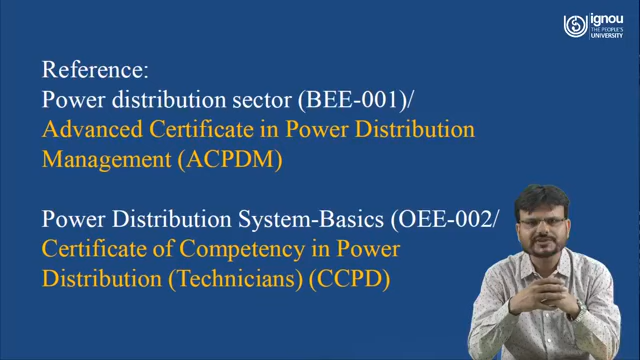 ignou
THE PEOPLE'S
UNIVERSITY
Reference:
Power distribution sector (BEE-001)/
Advanced Certificate in Power Distribution
Management (ACPDM)
Power Distribution System-Basics (OEE-002/
Certificate of Competency in Power
Distribution (Technicians) (CCPD)